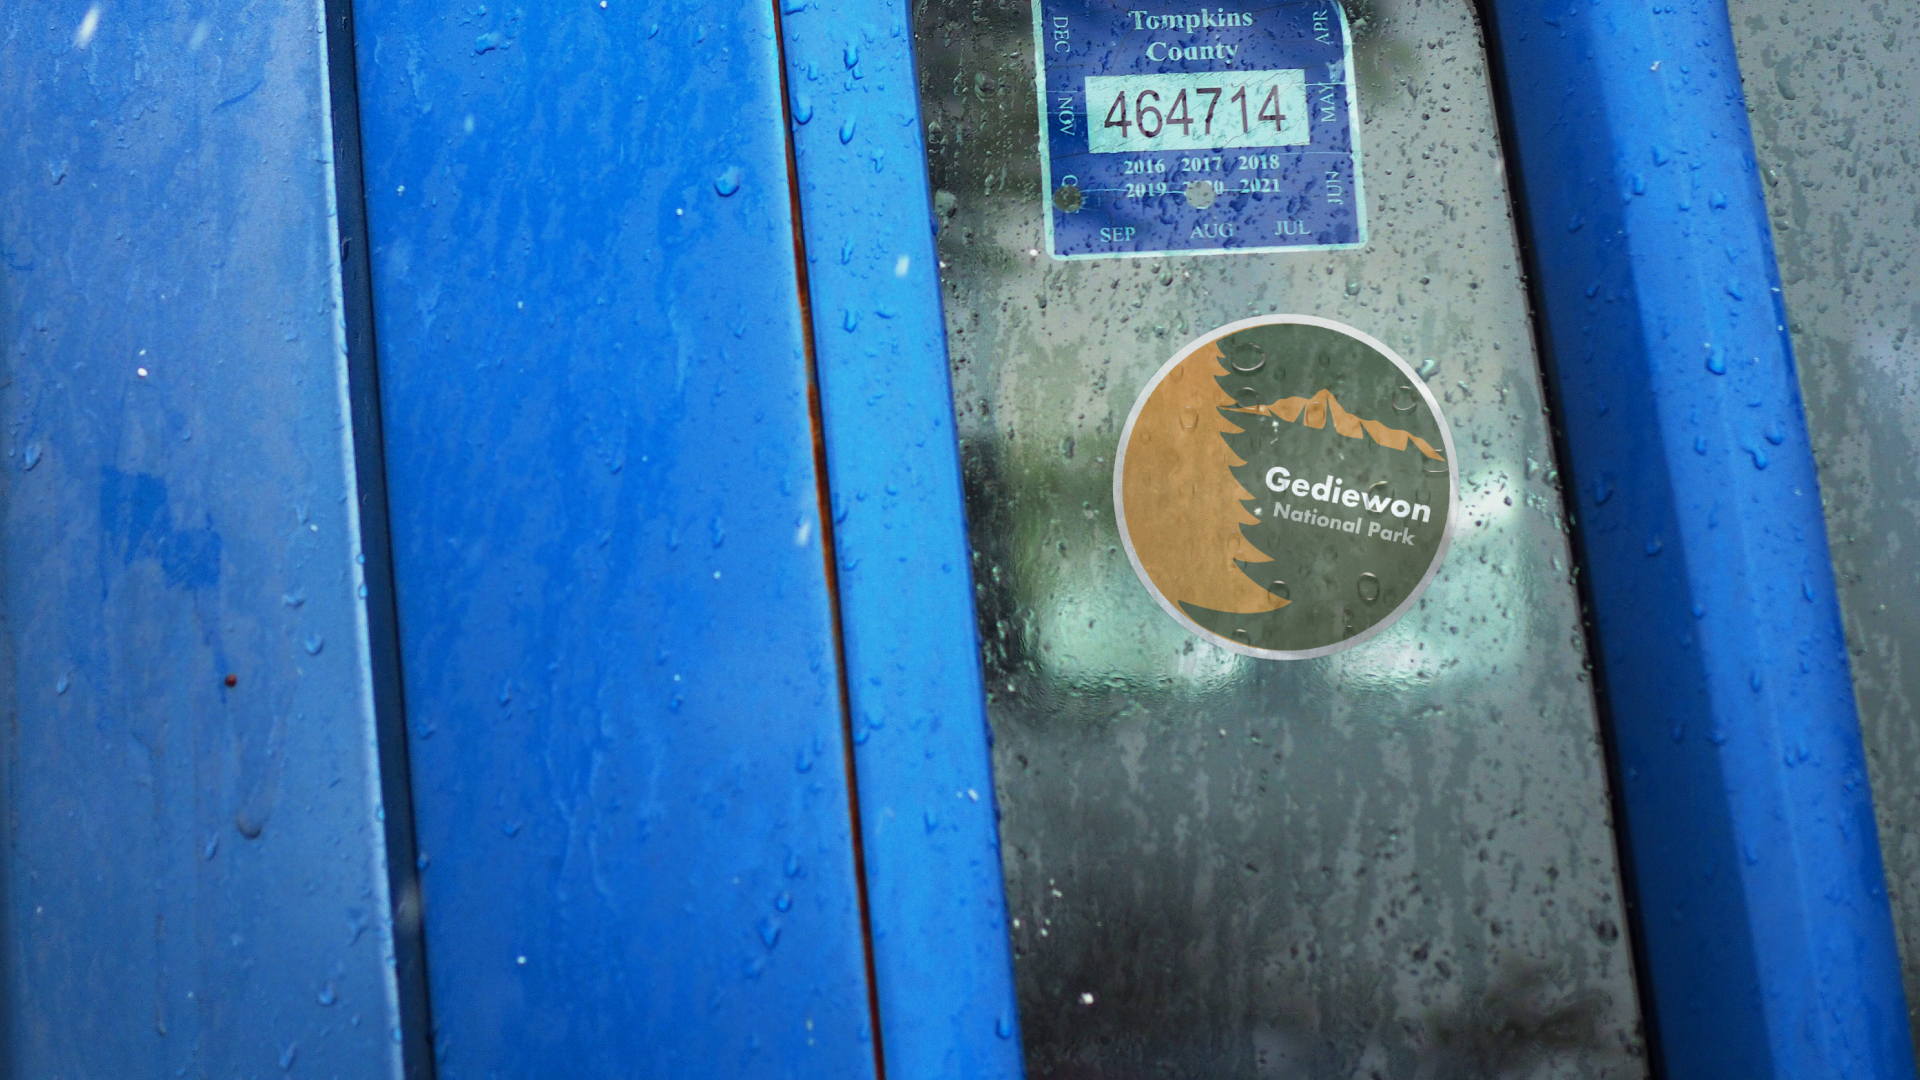 Tompkins
County
464714
2016 2017 2018
2019 2020 2021
DEC
NOV
SEP
AUG
JUL
JUN
MAY
APR
Gediewon
National Park